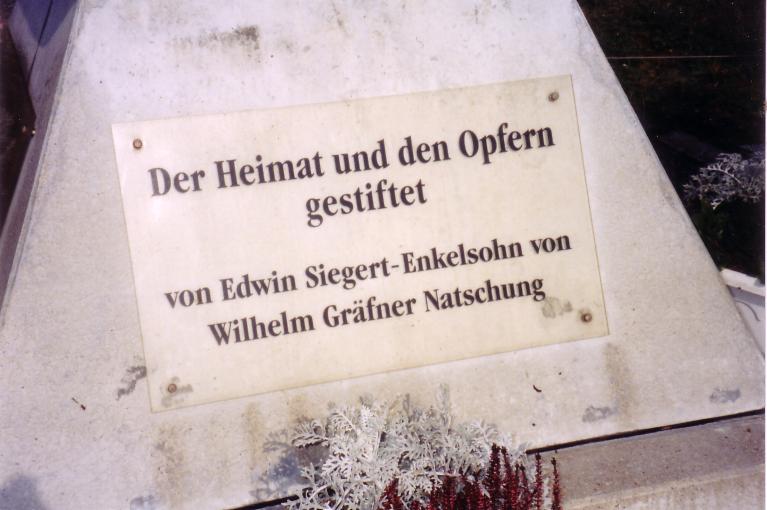 Der Heimat und den Opfern
gestiftet
von Edwin Siegert-Enkelsohn von
Wilhelm Gräfner Natschung